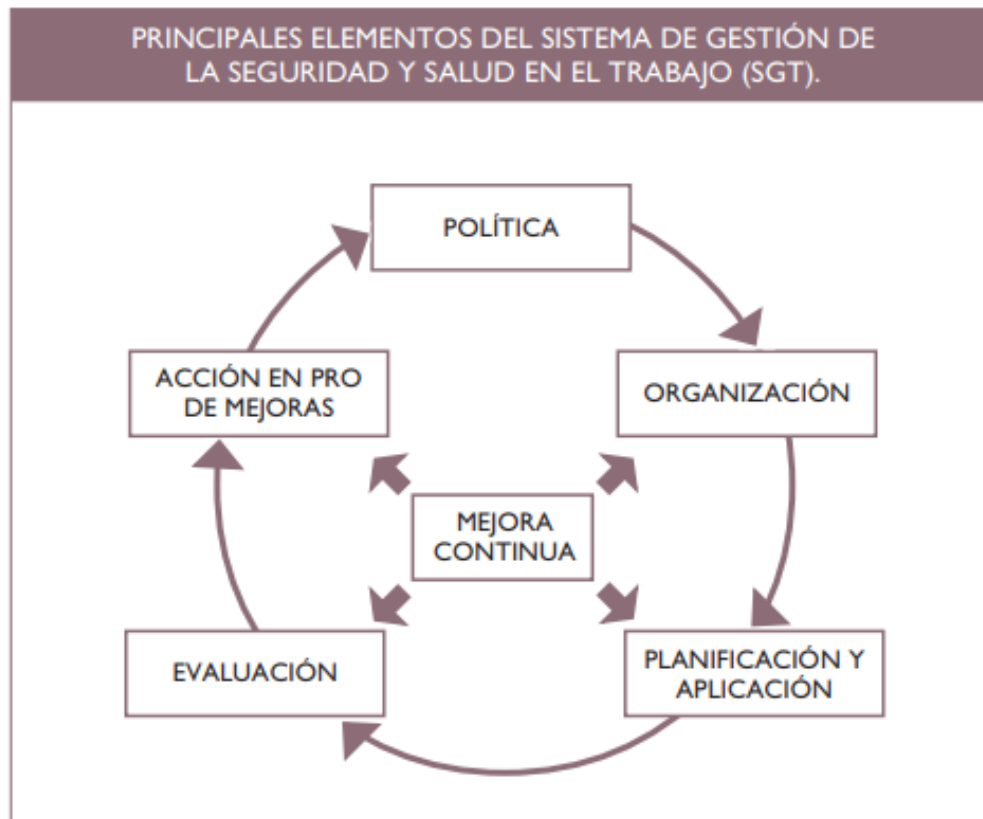 PRINCIPALES ELEMENTOS DEL SISTEMA DE GESTIÓN DE
LA SEGURIDAD Y SALUD EN EL TRABAJO (SGT).
POLÍTICA
ORGANIZACIÓN
PLANIFICACIÓN Y
APLICACIÓN
EVALUACIÓN
ACCIÓN EN PRO
DE MEJORAS
MEJORA
CONTINUA